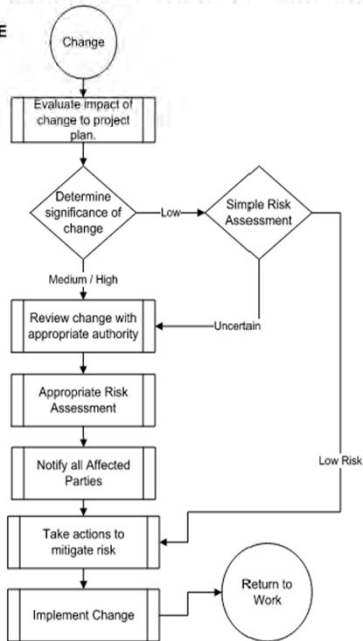 E
Change
Evaluate impact of
change to project
plan.
Determine
significance of
change
Low
Simple Risk
Assessment
Medium / High
Review change with
appropriate authority
Uncertain
Appropriate Risk
Assessment
Low Risk
Notify all Affected
Parties
Take actions to
mitigate risk
Return to
Work
Implement Change